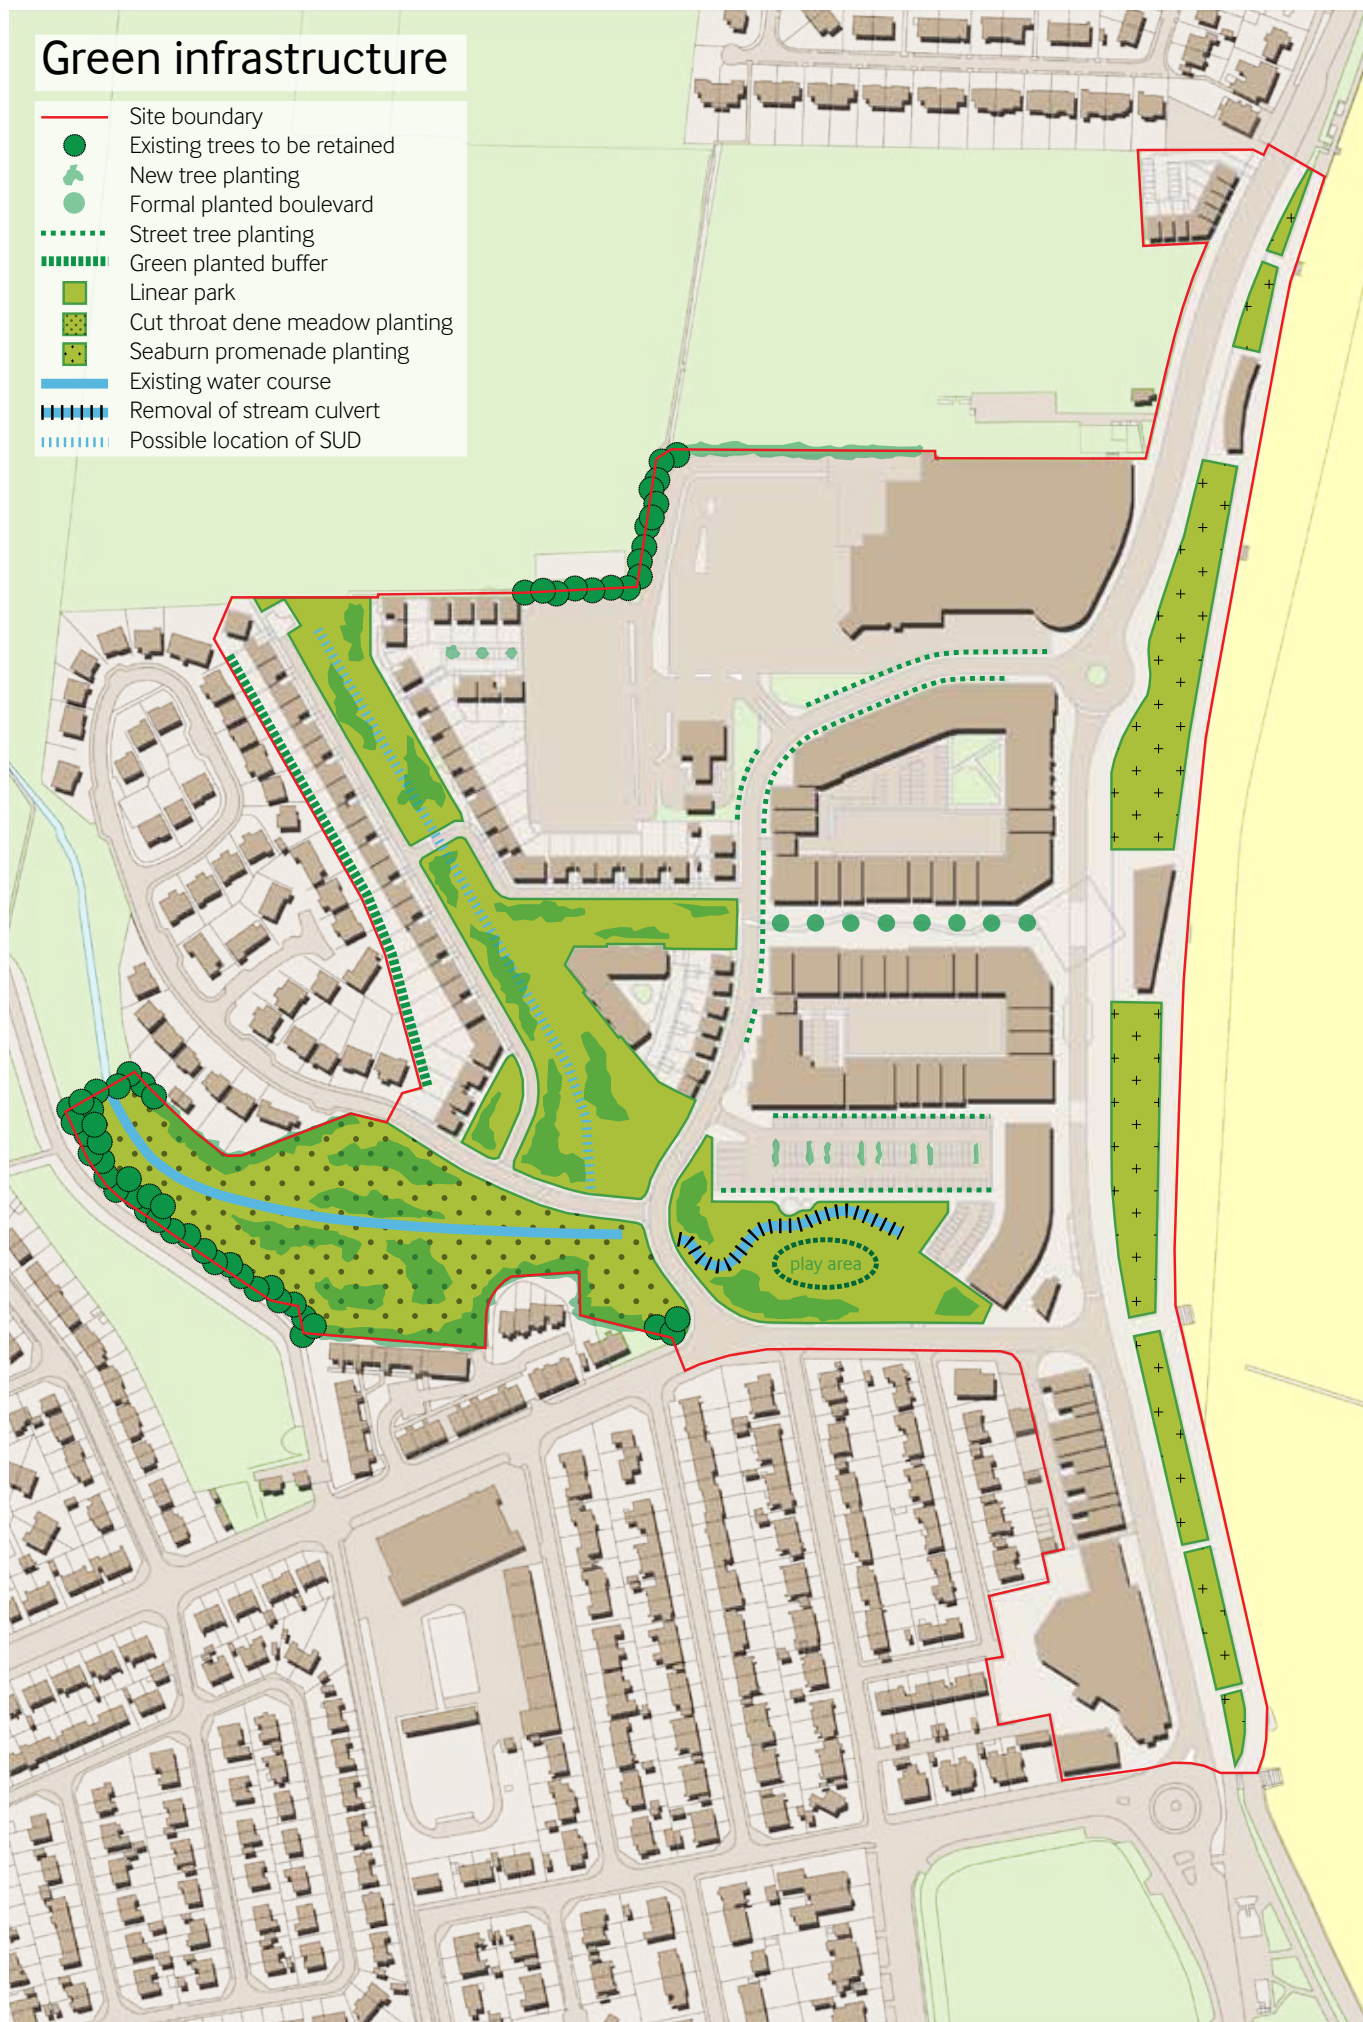 Green infrastructure
Site boundary
Existing trees to be retained
New tree planting
Formal planted boulevard
Street tree planting
Green planted buffer
Linear park
Cut throat dene meadow planting
Seaburn promenade planting
Existing water course
Removal of stream culvert
Possible location of SUD
play area